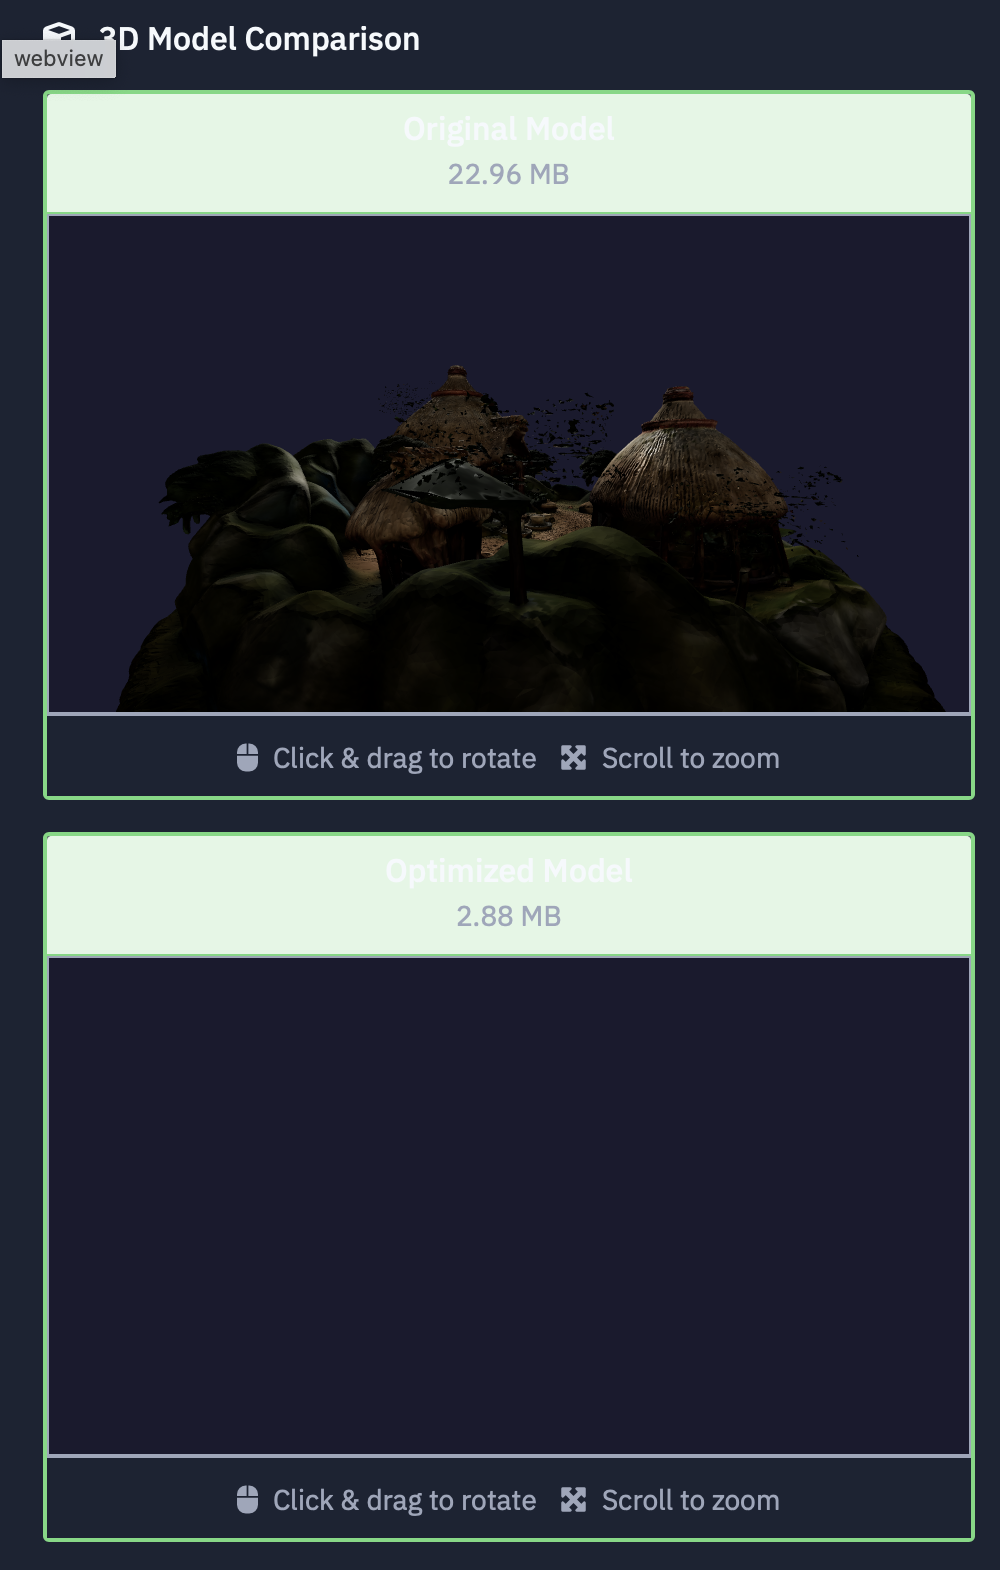 3D Model Comparison
webview
Original Model
22.96 MB
Click & drag to rotate Scroll to zoom
Optimized Model
2.88 MB
Click & drag to rotate Scroll to zoom